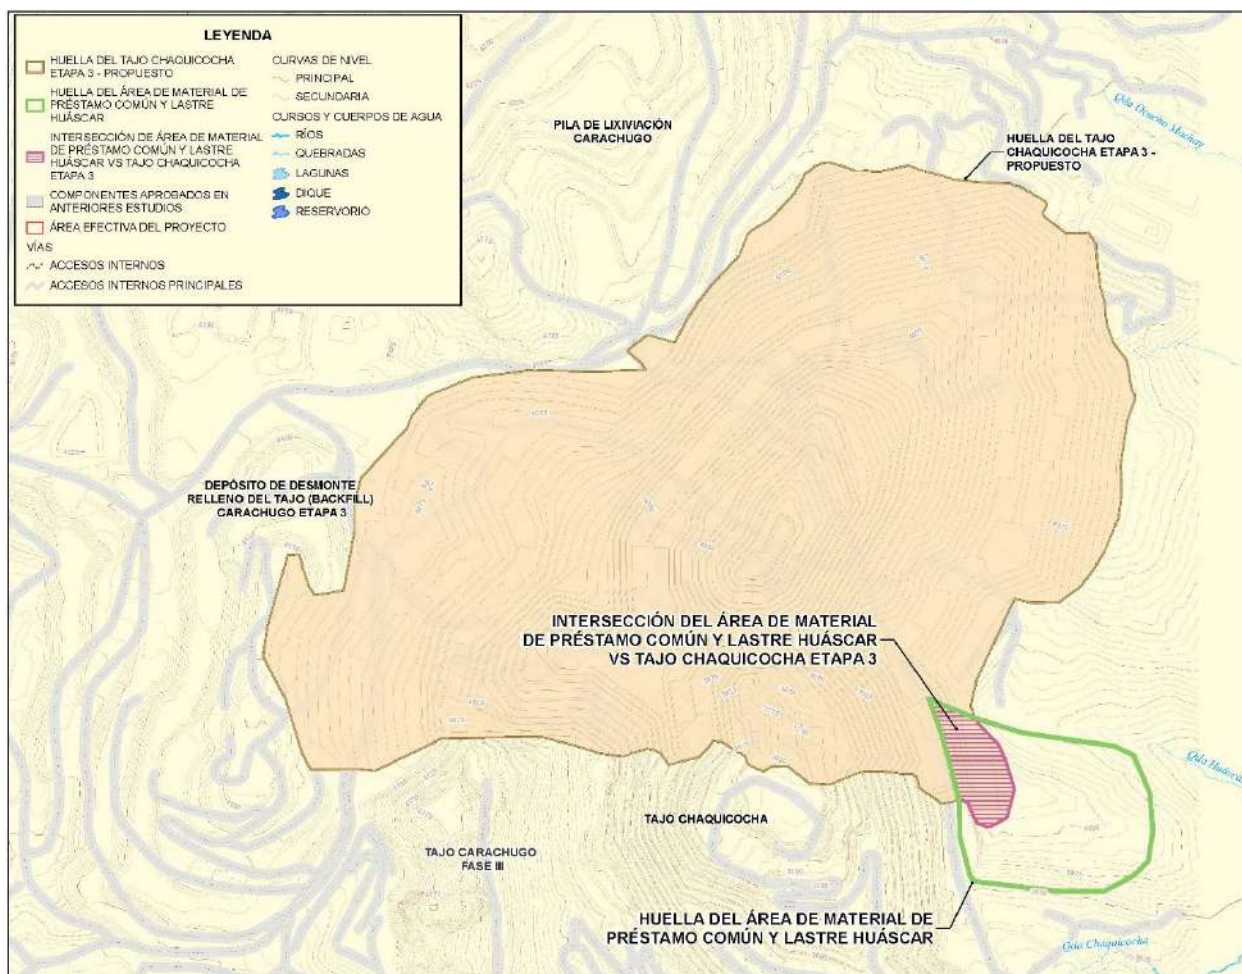 LEYENDA
HUELLA DEL TAJO CHAQUICOCHA
ETAPA 3 - PROPUESTO
HUELLA DEL ÁREA DE MATERIAL DE
PRÉSTAMO COMÚN Y LASTRE
HUÁSCAR
INTERSECCIÓN DE ÁREA DE MATERIAL
DE PRÉSTAMO COMÚN Y LASTRE
HUÁSCAR VS TAJO CHAQUICOCHA
ETAPA 3
COMPONENTES APROBADOS EN
ANTERIORES ESTUDIOS
ÁREA EFECTIVA DEL PROYECTO
VÍAS
ACCESOS INTERNOS
ACCESOS INTERNOS PRINCIPALES
CURVAS DE NIVEL
PRINCIPAL
SECUNDARIA
CURSOS Y CUERPOS DE AGUA
RÍOS
QUEBRADAS
LAGUNAS
DIQUE
RESERVORIO
PILA DE LIXIVIACIÓN
CARACHUGO
HUELLA DEL TAJO
CHAQUICOCHA ETAPA 3 -
PROPUESTO
DEPÓSITO DE DESMONTE
RELLENO DEL TAJO (BACKFILL)
CARACHUGO ETAPA 3
INTERSECCIÓN DEL ÁREA DE MATERIAL
DE PRÉSTAMO COMÚN Y LASTRE HUÁSCAR
VS TAJO CHAQUICOCHA ETAPA 3
TAJO CHAQUICOCHA
TAJO CARACHUGO
FASE III
HUELLA DEL ÁREA DE MATERIAL DE
PRÉSTAMO COMÚN Y LASTRE HUÁSCAR
Qda Chaquicocha